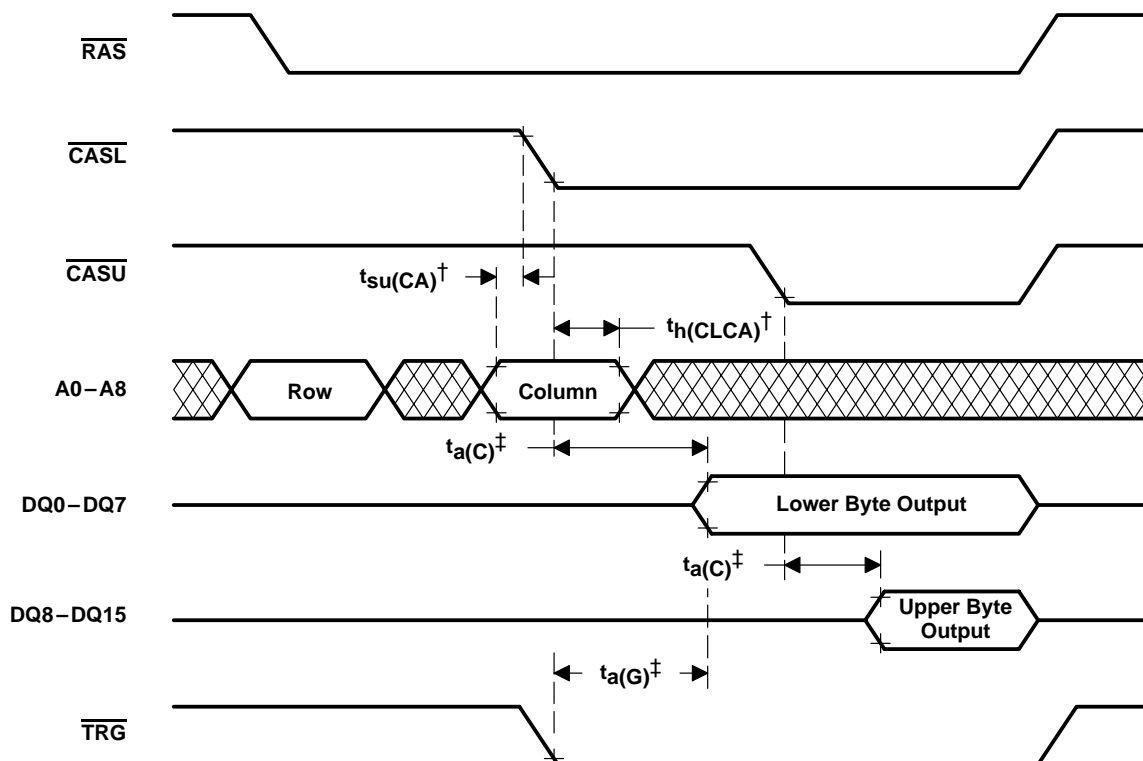 RAS
CASL
CASU
tsu(CA)†
th(CLCA)†
A0–A8
Row
Column
ta(C)‡
DQ0–DQ7
Lower Byte Output
ta(C)‡
DQ8–DQ15
Upper Byte
Output
ta(G)‡
TRG